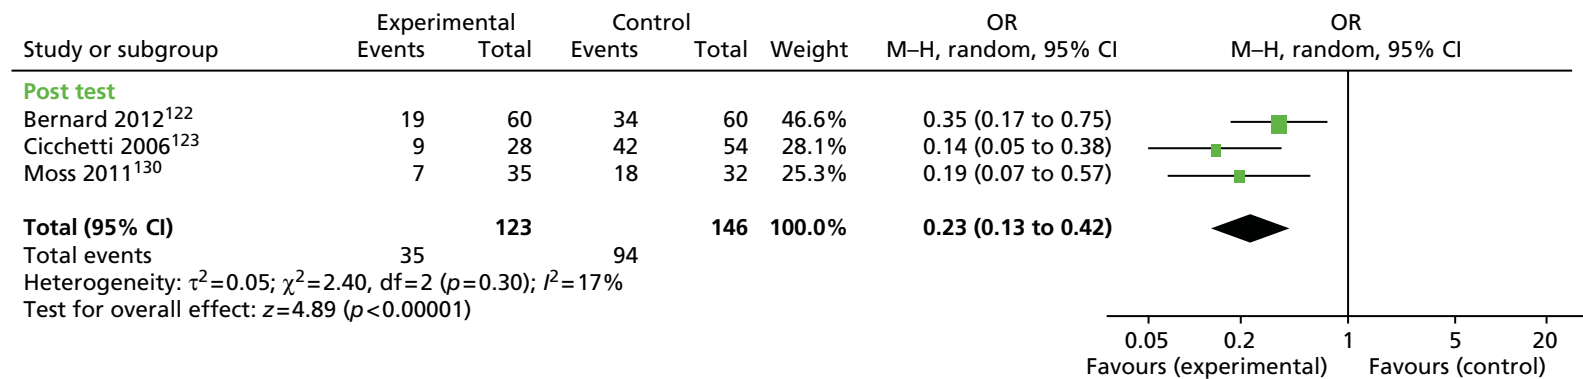 Experimental Control OR OR
Study or subgroup Events Total Events Total Weight M–H, random, 95% CI M–H, random, 95% CI
Post test
Bernard 2012122 19 60 34 60 46.6% 0.35 (0.17 to 0.75)
Cicchetti 2006123 9 28 42 54 28.1% 0.14 (0.05 to 0.38)
Moss 2011130 7 35 18 32 25.3% 0.19 (0.07 to 0.57)
Total (95% CI) 123 146 100.0% 0.23 (0.13 to 0.42)
Total events 35 94
Heterogeneity: τ2=0.05; χ2=2.40, df=2 (p=0.30); I2=17%
Test for overall effect: z=4.89 (p<0.00001)
0.05 0.2 1 5 20
Favours (experimental) Favours (control)